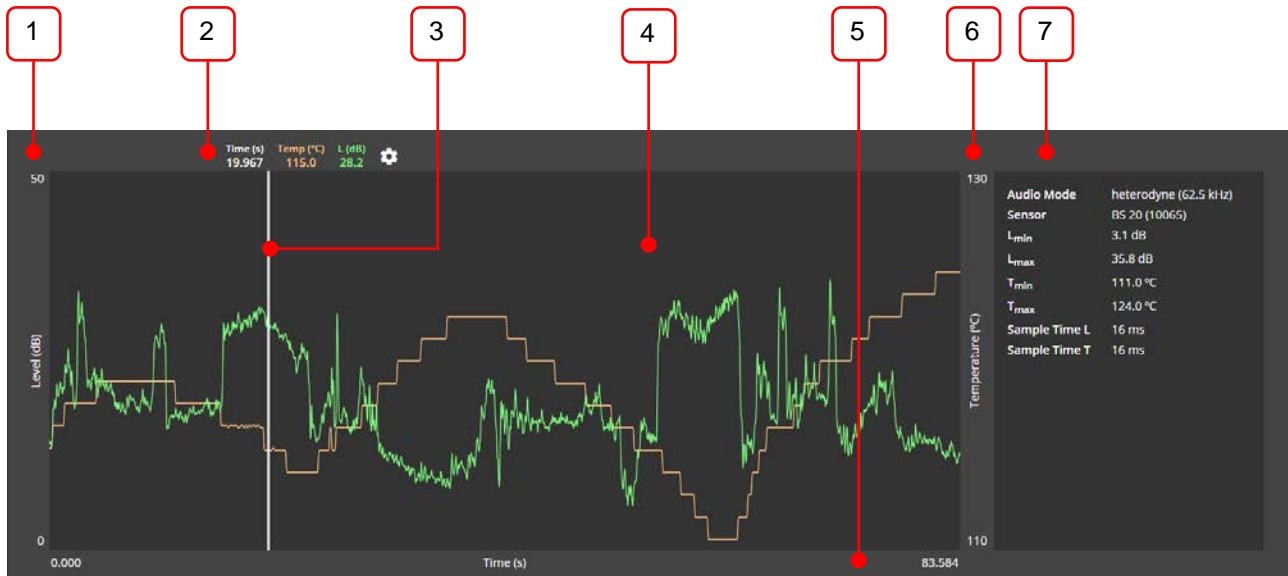 1 2 3 4 5 6 7
Time (s) Temp (°C) L (dB)
19.967 115.0 28.2
50
Level (dB)
0
0.000 Time (s) 83.584
130
Temperature (°C)
110
Audio Mode heterodyne (62.5 kHz)
Sensor BS 20 (10065)
Lmin 3.1 dB
Lmax 35.8 dB
Tmin 111.0 °C
Tmax 124.0 °C
Sample Time L 16 ms
Sample Time T 16 ms